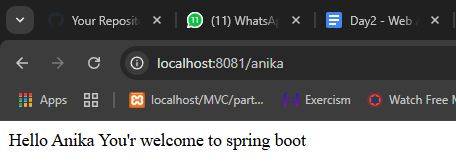 Your Reposit
(11) WhatsA
Day2 - Web
localhost:8081/anika
Apps
localhost/MVC/part...
Exercism
Watch Free M
Hello Anika You'r welcome to spring boot